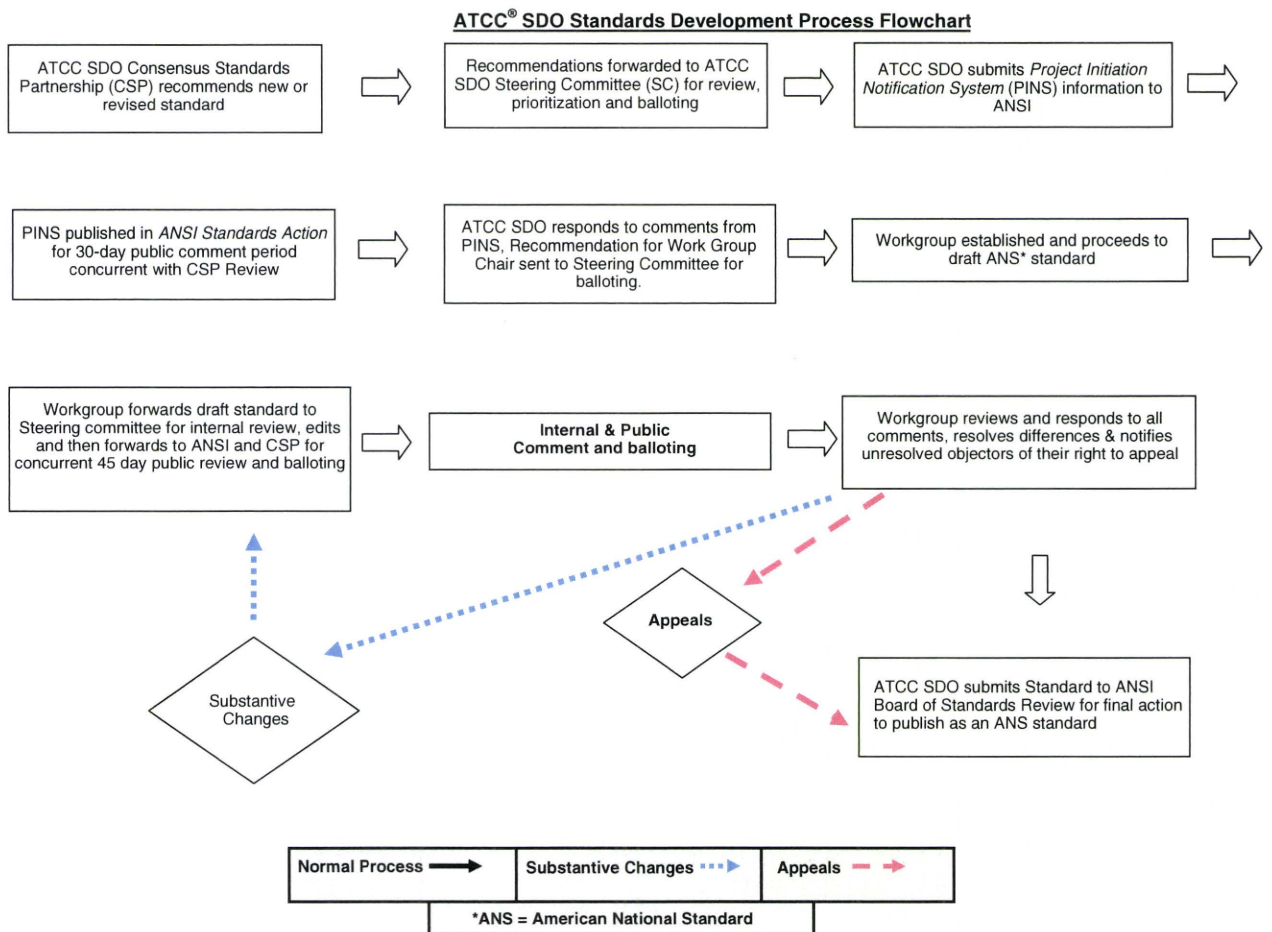 ATCC® SDO Standards Development Process Flowchart
ATCC SDO Consensus Standards
Partnership (CSP) recommends new or
revised standard
Recommendations forwarded to ATCC
SDO Steering Committee (SC) for review,
prioritization and balloting
ATCC SDO submits Project Initiation
Notification System (PINS) information to
ANSI
PINS published in ANSI Standards Action
for 30-day public comment period
concurrent with CSP Review
ATCC SDO responds to comments from
PINS, Recommendation for Work Group
Chair sent to Steering Committee for
balloting.
Workgroup established and proceeds to
draft ANS* standard
Workgroup forwards draft standard to
Steering committee for internal review, edits
and then forwards to ANSI and CSP for
concurrent 45 day public review and balloting
Internal & Public
Comment and balloting
Workgroup reviews and responds to all
comments, resolves differences & notifies
unresolved objectors of their right to appeal
Appeals
Substantive
Changes
ATCC SDO submits Standard to ANSI
Board of Standards Review for final action
to publish as an ANS standard
Normal Process
Substantive Changes
Appeals
*ANS = American National Standard